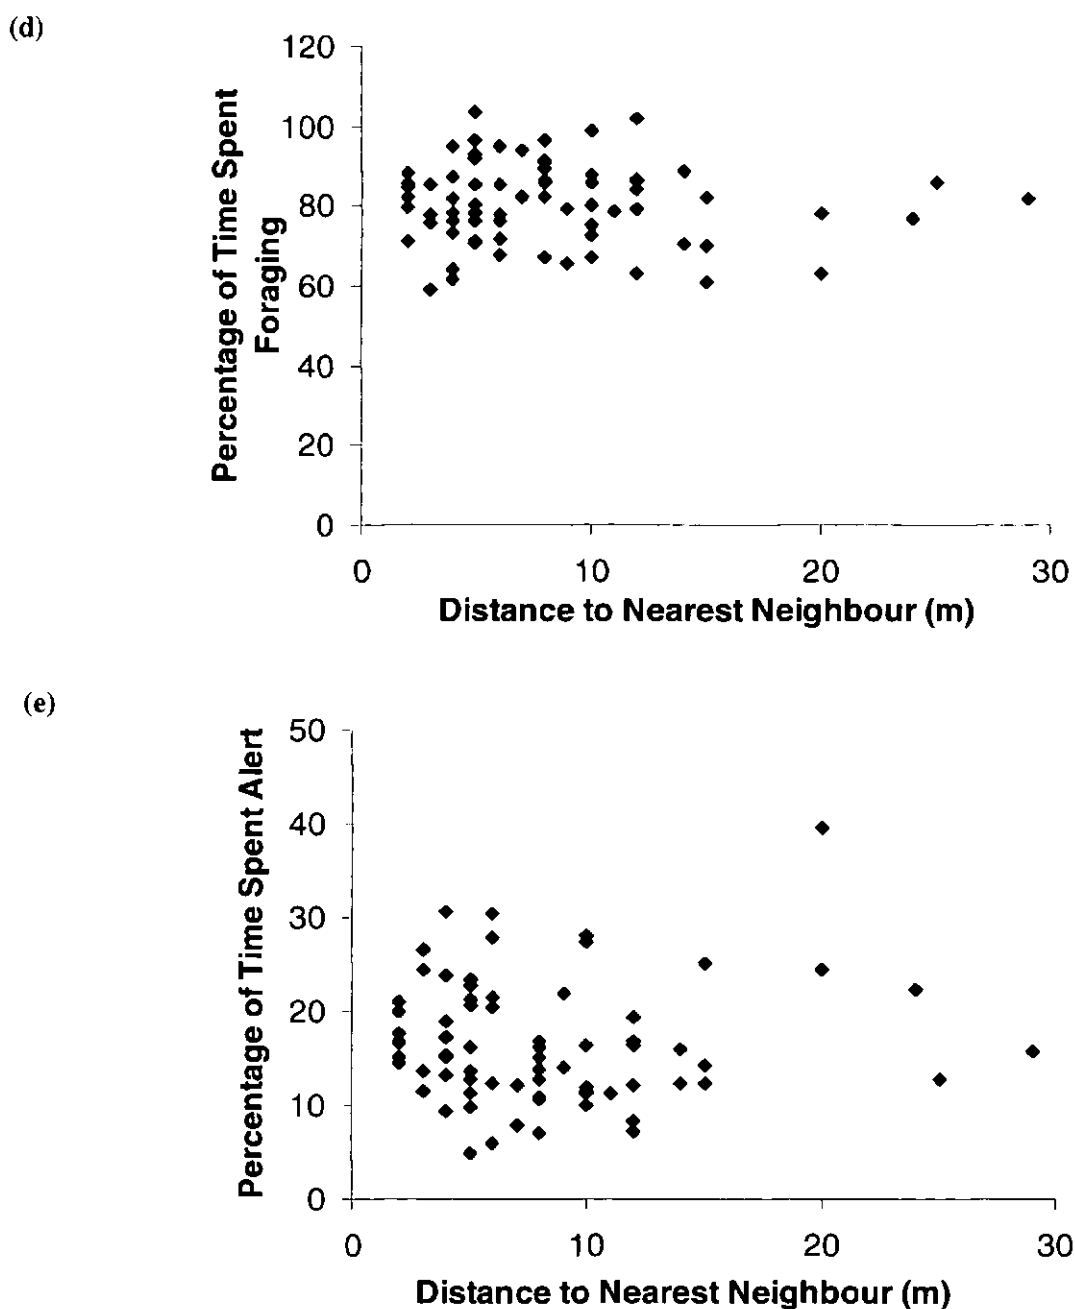 (d)
Percentage of Time Spent
Foraging
120
100
80
60
40
20
0
0 10 20 30
Distance to Nearest Neighbour (m)
(e)
Percentage of Time Spent Alert
50
40
30
20
10
0
0 10 20 30
Distance to Nearest Neighbour (m)